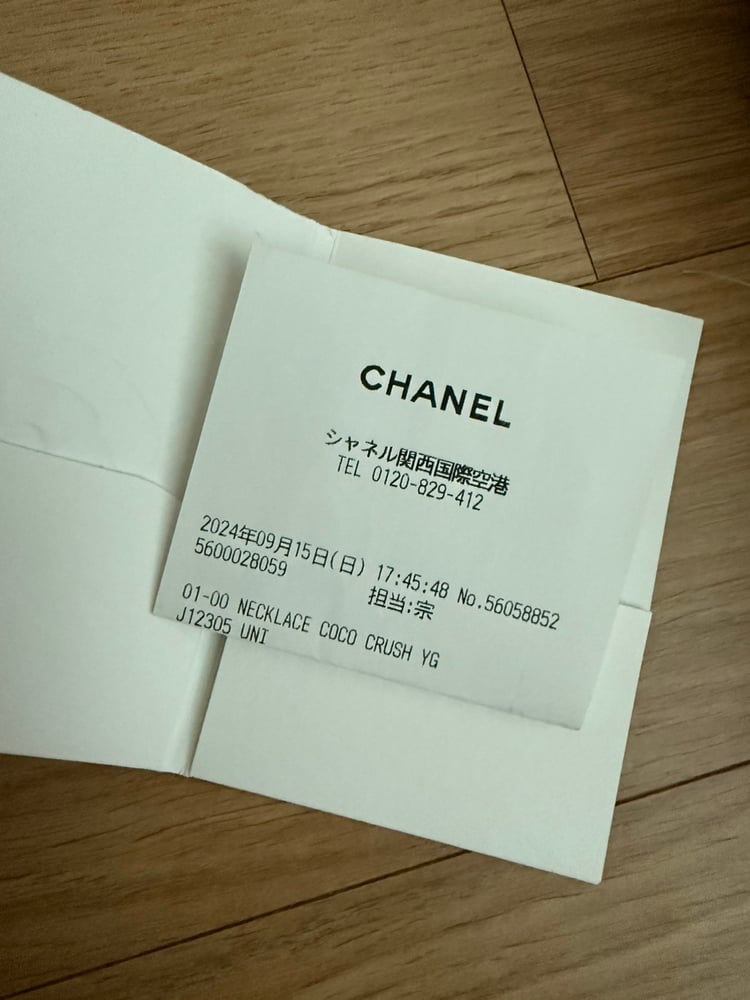 CHANEL
シャネル関西国際空港
TEL 0120-829-412
2024年09月15日(日) 17:45:48 No.56058852
5600028059 担当:宗
01-00 NECKLACE COCO CRUSH YG
J12305 UNI